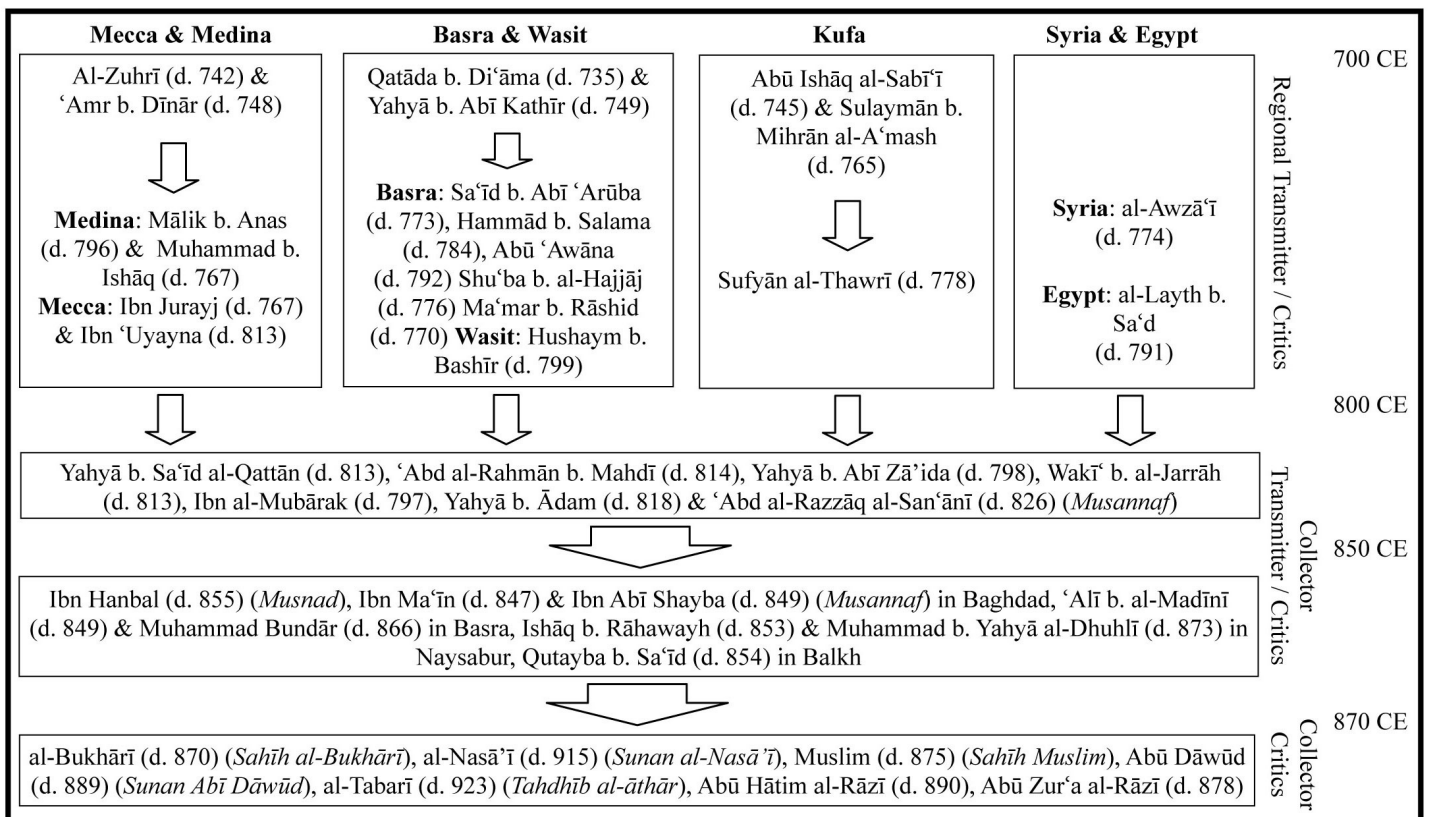 Mecca & Medina
Al-Zuhrī (d. 742) &
ʿAmr b. Dīnār (d. 748)
Medina: Mālik b. Anas
(d. 796) & Muhammad b.
Ishāq (d. 767)
Mecca: Ibn Jurayj (d. 767)
& Ibn ʿUyayna (d. 813)
Basra & Wasit
Qatāda b. Diʿāma (d. 735) &
Yahyā b. Abī Kathīr (d. 749)
Basra: Saʿīd b. Abī ʿArūba
(d. 773), Hammād b. Salama
(d. 784), Abū ʿAwāna
(d. 792) Shuʿba b. al-Hajjāj
(d. 776) Maʿmar b. Rāshid
(d. 770) Wasit: Hushaym b.
Bashīr (d. 799)
Kufa
Abū Ishāq al-Sabīʿī
(d. 745) & Sulaymān b.
Mihrān al-Aʿmash
(d. 765)
Sufyān al-Thawrī (d. 778)
Syria & Egypt
Syria: al-Awzāʿī
(d. 774)
Egypt: al-Layth b.
Saʿd
(d. 791)
Regional Transmitter / Critics
700 CE
800 CE
Yahyā b. Saʿīd al-Qattān (d. 813), ʿAbd al-Rahmān b. Mahdī (d. 814), Yahyā b. Abī Zāʾida (d. 798), Wakīʿ b. al-Jarrāh
(d. 813), Ibn al-Mubārak (d. 797), Yahyā b. Ādam (d. 818) & ʿAbd al-Razzāq al-Sanʿānī (d. 826) (Musannaf)
Collector
Transmitter / Critics
850 CE
Ibn Hanbal (d. 855) (Musnad), Ibn Maʿīn (d. 847) & Ibn Abī Shayba (d. 849) (Musannaf) in Baghdad, ʿAlī b. al-Madīnī
(d. 849) & Muhammad Bundār (d. 866) in Basra, Ishāq b. Rāhawayh (d. 853) & Muhammad b. Yahyā al-Dhuhlī (d. 873) in
Naysabur, Qutayba b. Saʿīd (d. 854) in Balkh
870 CE
al-Bukhārī (d. 870) (Sahīh al-Bukhārī), al-Nasāʾī (d. 915) (Sunan al-Nasāʾī), Muslim (d. 875) (Sahīh Muslim), Abū Dāwūd
(d. 889) (Sunan Abī Dāwūd), al-Tabarī (d. 923) (Tahdhīb al-āthār), Abū Hātim al-Rāzī (d. 890), Abū Zurʿa al-Rāzī (d. 878)
Collector
Critics